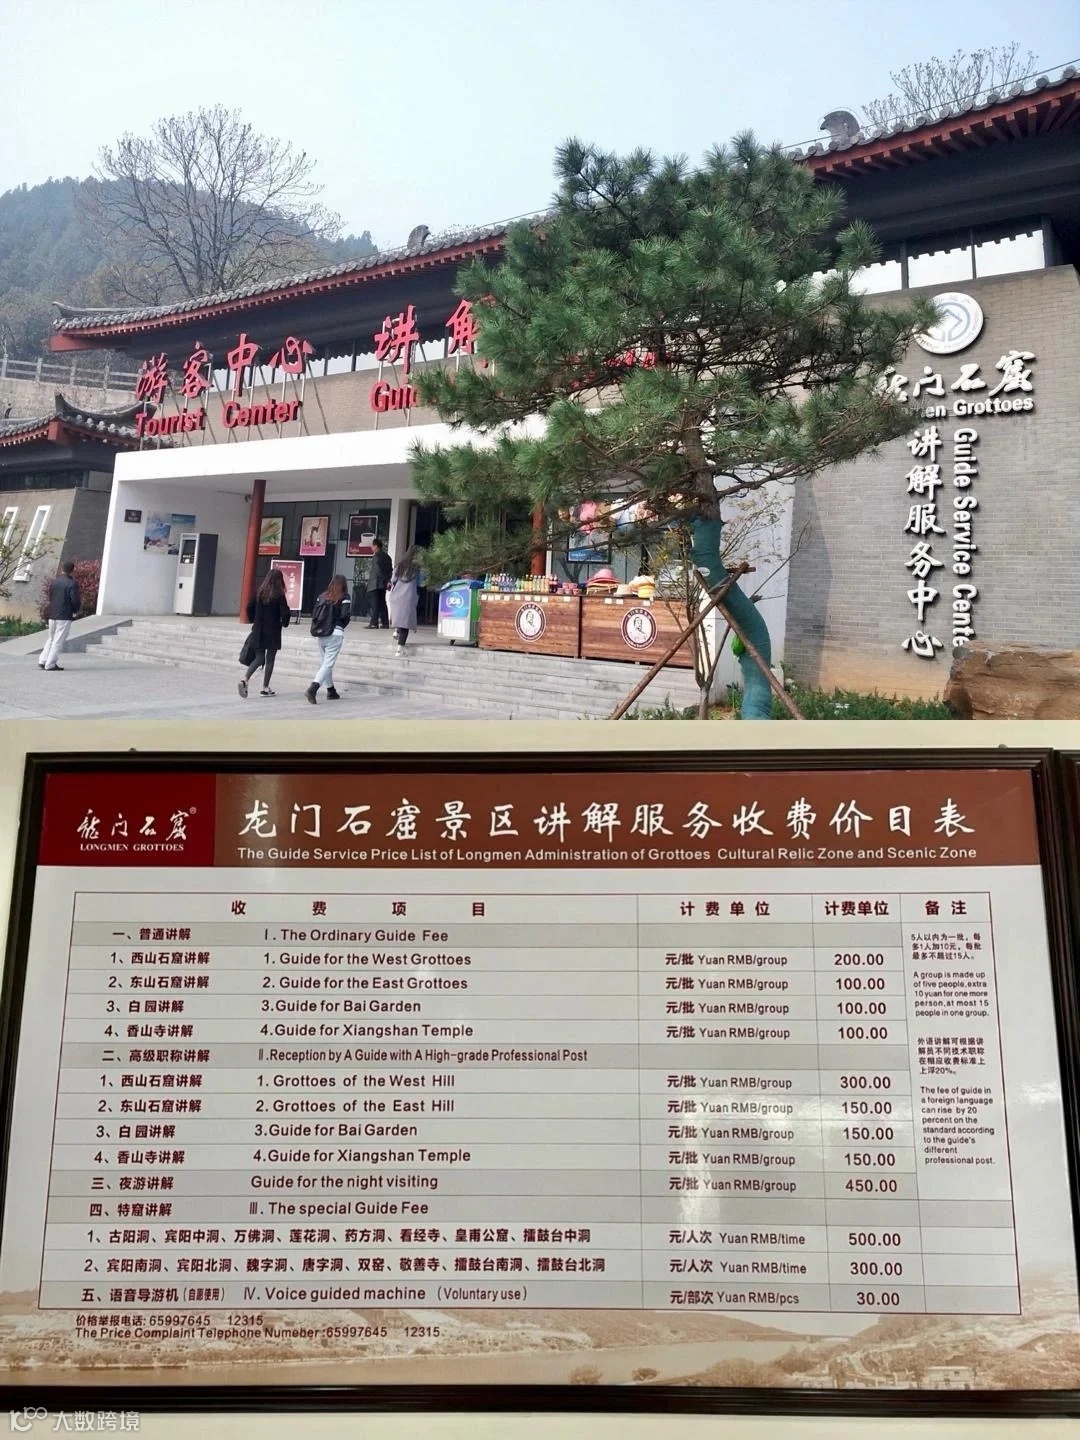 游客中心 讲解
Tourist Center Guid
龙门石窟
men Grottoes
讲解服务中心
Guide Service Cente
龙门石窟®
LONGMEN GROTTOES
龙门石窟景区讲解服务收费价目表
The Guide Service Price List of Longmen Administration of Grottoes Cultural Relic Zone and Scenic Zone
收费项目 计费单位 计费单位 备注
一、普通讲解 Ⅰ. The Ordinary Guide Fee
1、西山石窟讲解 1. Guide for the West Grottoes 元/批 Yuan RMB/group 200.00
2、东山石窟讲解 2. Guide for the East Grottoes 元/批 Yuan RMB/group 100.00
3、白园讲解 3.Guide for Bai Garden 元/批 Yuan RMB/group 100.00
4、香山寺讲解 4.Guide for Xiangshan Temple 元/批 Yuan RMB/group 100.00
二、高级职称讲解 Ⅱ.Reception by A Guide with A High-grade Professional Post
1、西山石窟讲解 1. Grottoes of the West Hill 元/批 Yuan RMB/group 300.00
2、东山石窟讲解 2. Grottoes of the East Hill 元/批 Yuan RMB/group 150.00
3、白园讲解 3.Guide for Bai Garden 元/批 Yuan RMB/group 150.00
4、香山寺讲解 4.Guide for Xiangshan Temple 元/批 Yuan RMB/group 150.00
三、夜游讲解 Guide for the night visiting 元/批 Yuan RMB/group 450.00
四、特窟讲解 Ⅲ. The special Guide Fee
1、古阳洞、宾阳中洞、万佛洞、莲花洞、药方洞、看经寺、皇甫公窟、擂鼓台中洞 元/人次 Yuan RMB/time 500.00
2、宾阳南洞、宾阳北洞、魏字洞、唐字洞、双窑、敬善寺、擂鼓台南洞、擂鼓台北洞 元/人次 Yuan RMB/time 300.00
五、语音导游机（自愿使用） Ⅳ. Voice guided machine （Voluntary use） 元/部次 Yuan RMB/pcs 30.00
5人以内为一批，每
多1人加10元，每批
最多不超过15人。
A group is made up
of five people,extra
10 yuan for one more
person,at most 15
people in one group.
外语讲解可根据讲
解员不同技术职称
在相应收费标准上
上浮20%。
The fee of guide in
a foreign language
can rise by 20
percent on the
standard according
to the guide's
different
professional post.
价格举报电话: 65997645 12315
The Price Complaint Telephone Numeber :65997645 12315
大数跨境